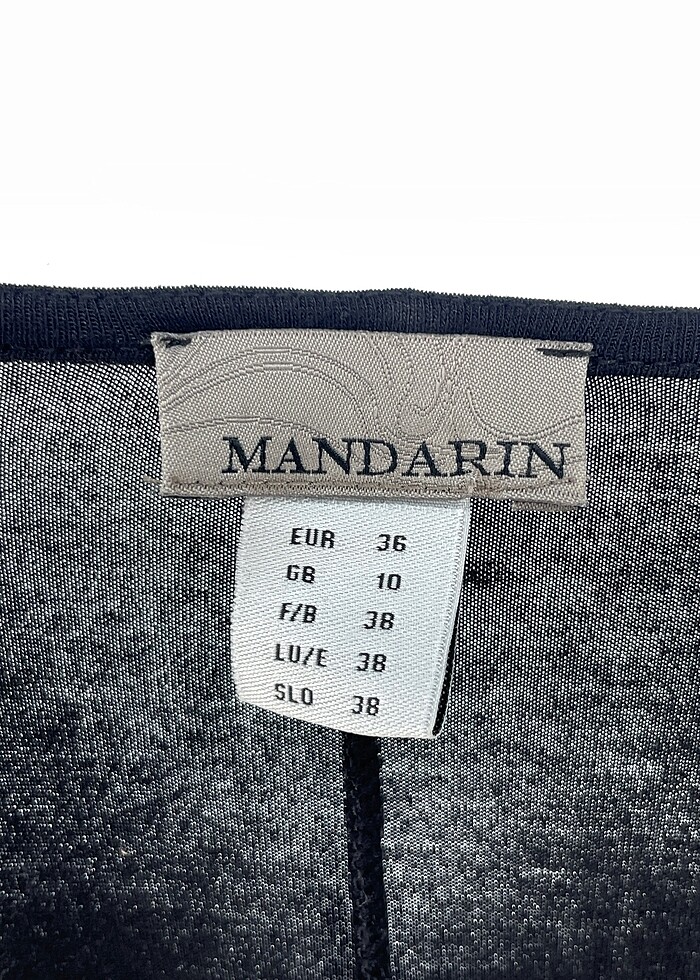 MANDARIN
EUR 36
GB 10
F/B 38
LU/E 38
SLO 38